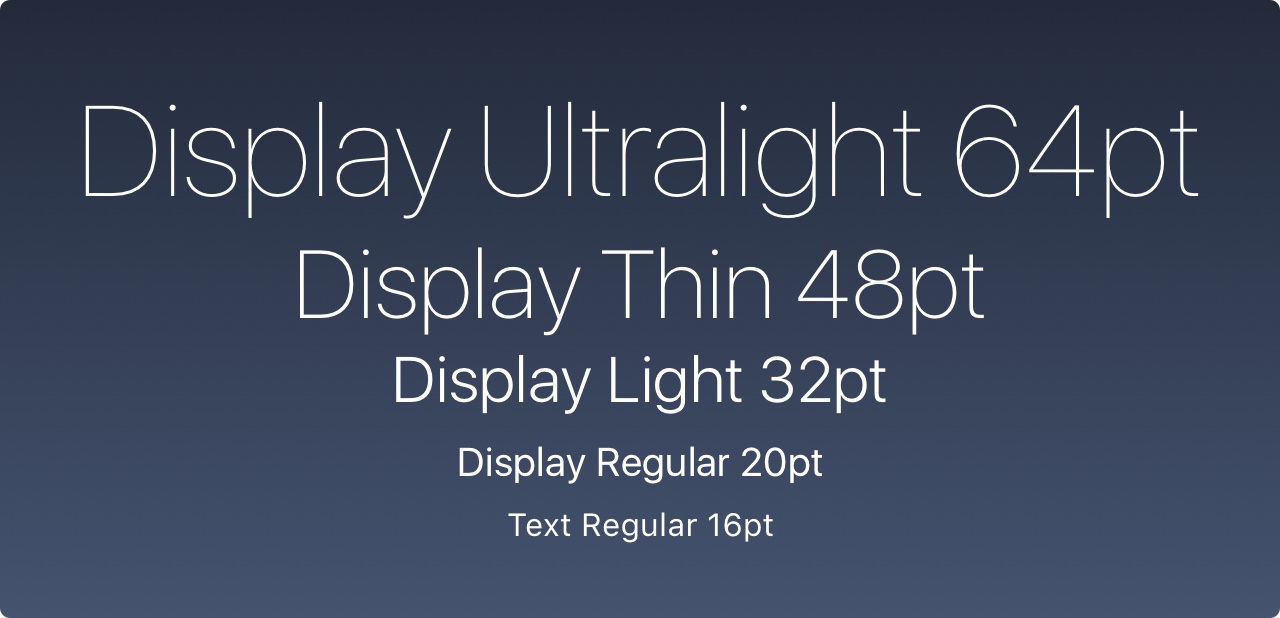 Display Ultralight 64pt
Display Thin 48pt
Display Light 32pt
Display Regular 20pt
Text Regular 16pt